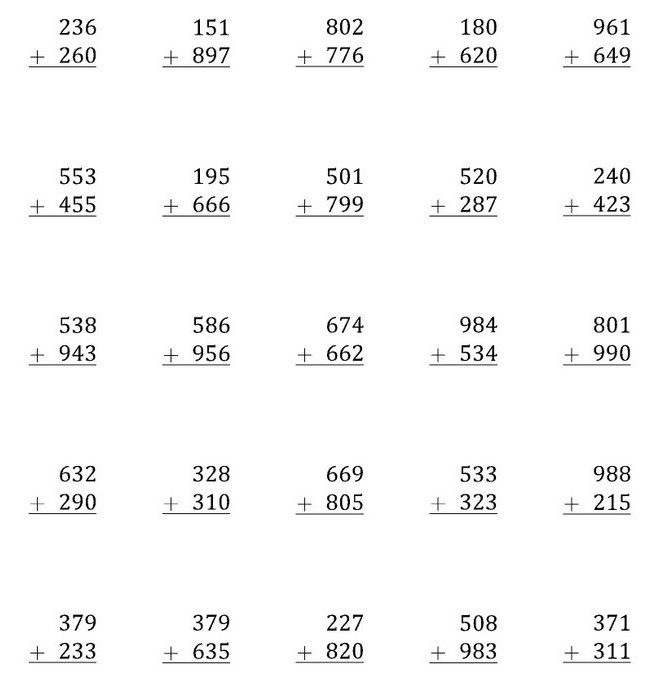 236 151 802 180 961
+ 260 + 897 + 776 + 620 + 649
553 195 501 520 240
+ 455 + 666 + 799 + 287 + 423
538 586 674 984 801
+ 943 + 956 + 662 + 534 + 990
632 328 669 533 988
+ 290 + 310 + 805 + 323 + 215
379 379 227 508 371
+ 233 + 635 + 820 + 983 + 311